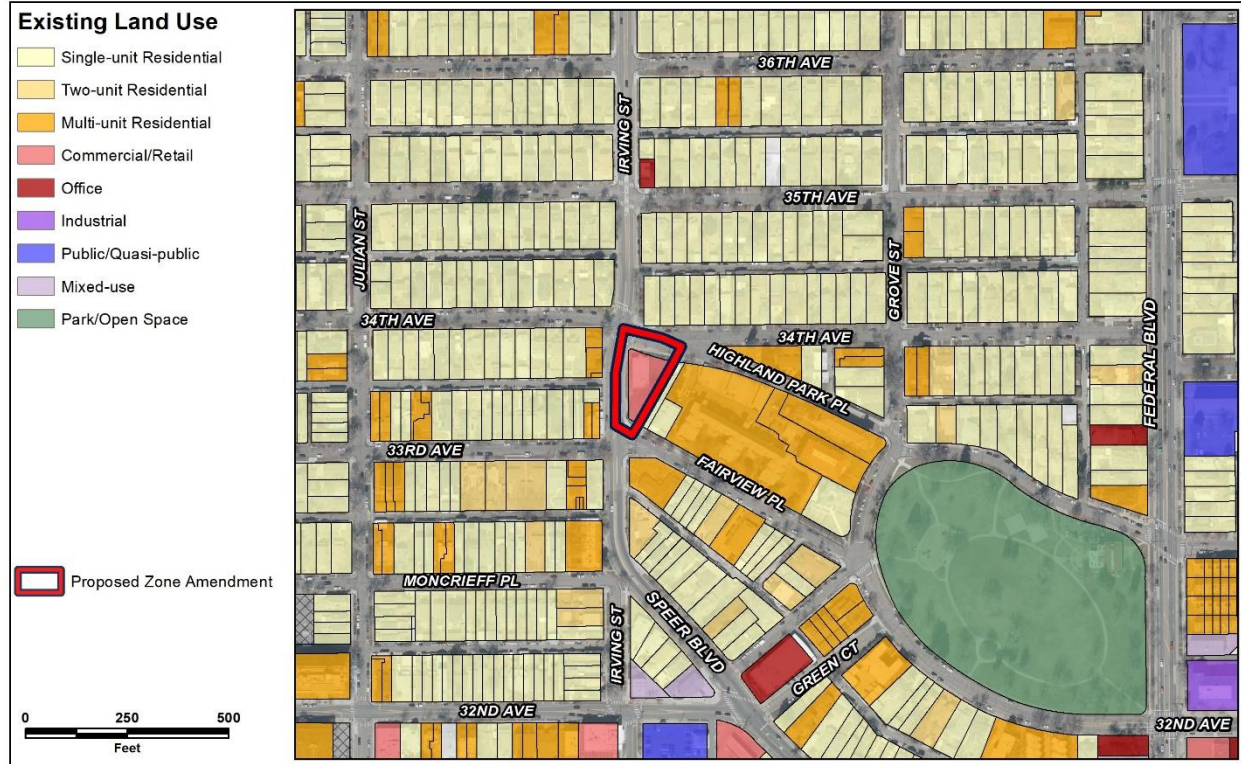 Existing Land Use
Single-unit Residential
Two-unit Residential
Multi-unit Residential
Commercial/Retail
Office
Industrial
Public/Quasi-public
Mixed-use
Park/Open Space
Proposed Zone Amendment
0 250 500
Feet
36TH AVE
IRVING ST
35TH AVE
JULIAN ST
GROVE ST
34TH AVE
34TH AVE
FEDERAL BLVD
HIGHLAND PARK PL
33RD AVE
FAIRVIEW PL
MONCRIEFF PL
IRVING ST
SPEER BLVD
GREEN CT
32ND AVE
32ND AVE